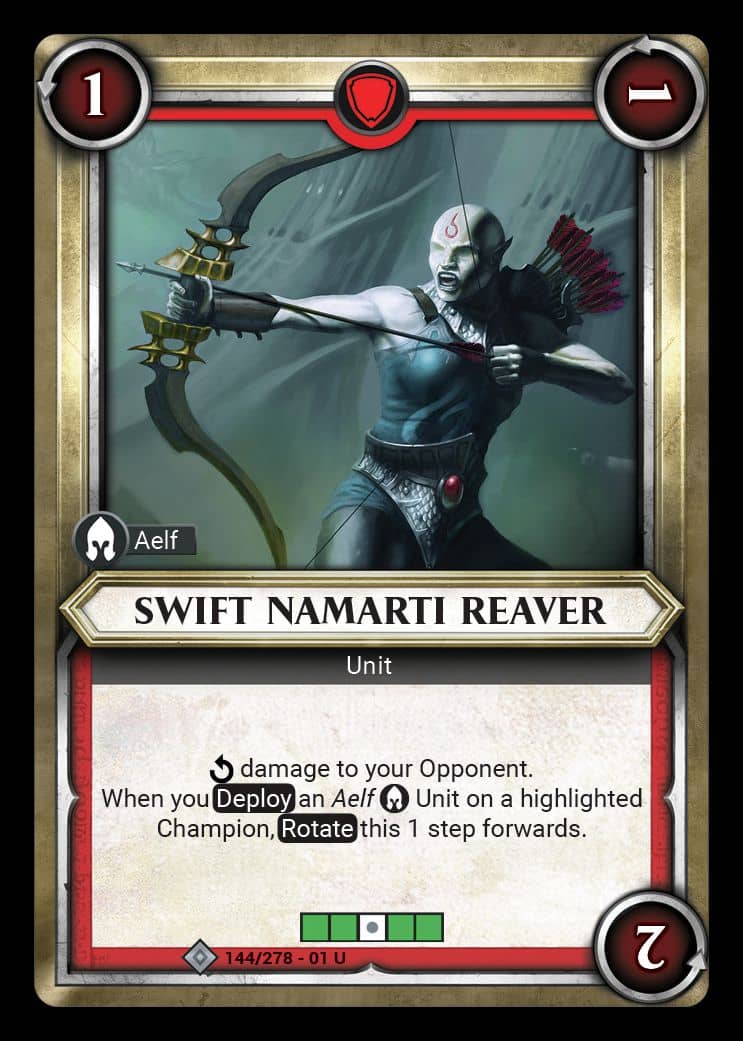 1
1
Aelf
SWIFT NAMARTI REAVER
Unit
damage to your Opponent.
When you Deploy an Aelf Unit on a highlighted
Champion, Rotate this 1 step forwards.
144/278 - 01 U
2